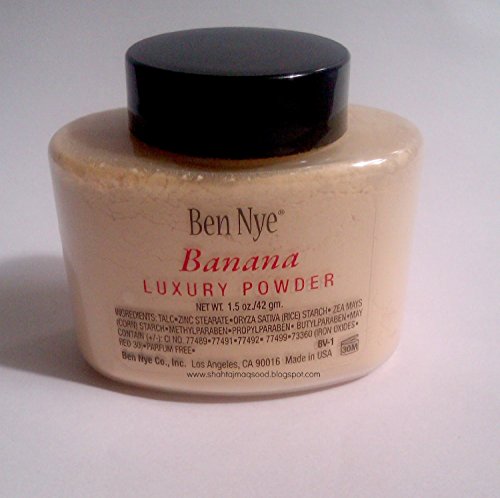 Ben Nye®
Banana
LUXURY POWDER
NET WT. 1.5 oz./42 gm.
INGREDIENTS: TALC•ZINC STEARATE•ORYZA SATIVA (RICE) STARCH• ZEA MAYS
(CORN) STARCH•METHYLPARABEN•PROPYLPARABEN• BUTYLPARABEN•MAY
CONTAIN (+/-): CI NO. 77489•77491•77492• 77499•73360 (IRON OXIDES•
RED 30)•PARFUM FREE•
BV-1
30M
Ben Nye Co., Inc. Los Angeles, CA 90016 Made in USA
www.shahtajmaqsood.blogspot.com